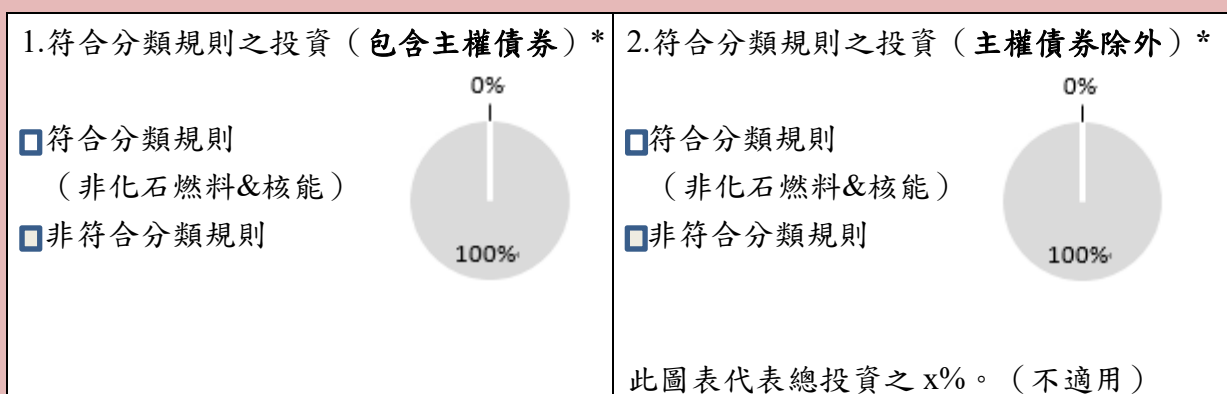 1.符合分類規則之投資（包含主權債券）*
0%
符合分類規則
（非化石燃料&核能）
非符合分類規則
100%
2.符合分類規則之投資（主權債券除外）*
0%
符合分類規則
（非化石燃料&核能）
非符合分類規則
100%
此圖表代表總投資之 x%。（不適用）